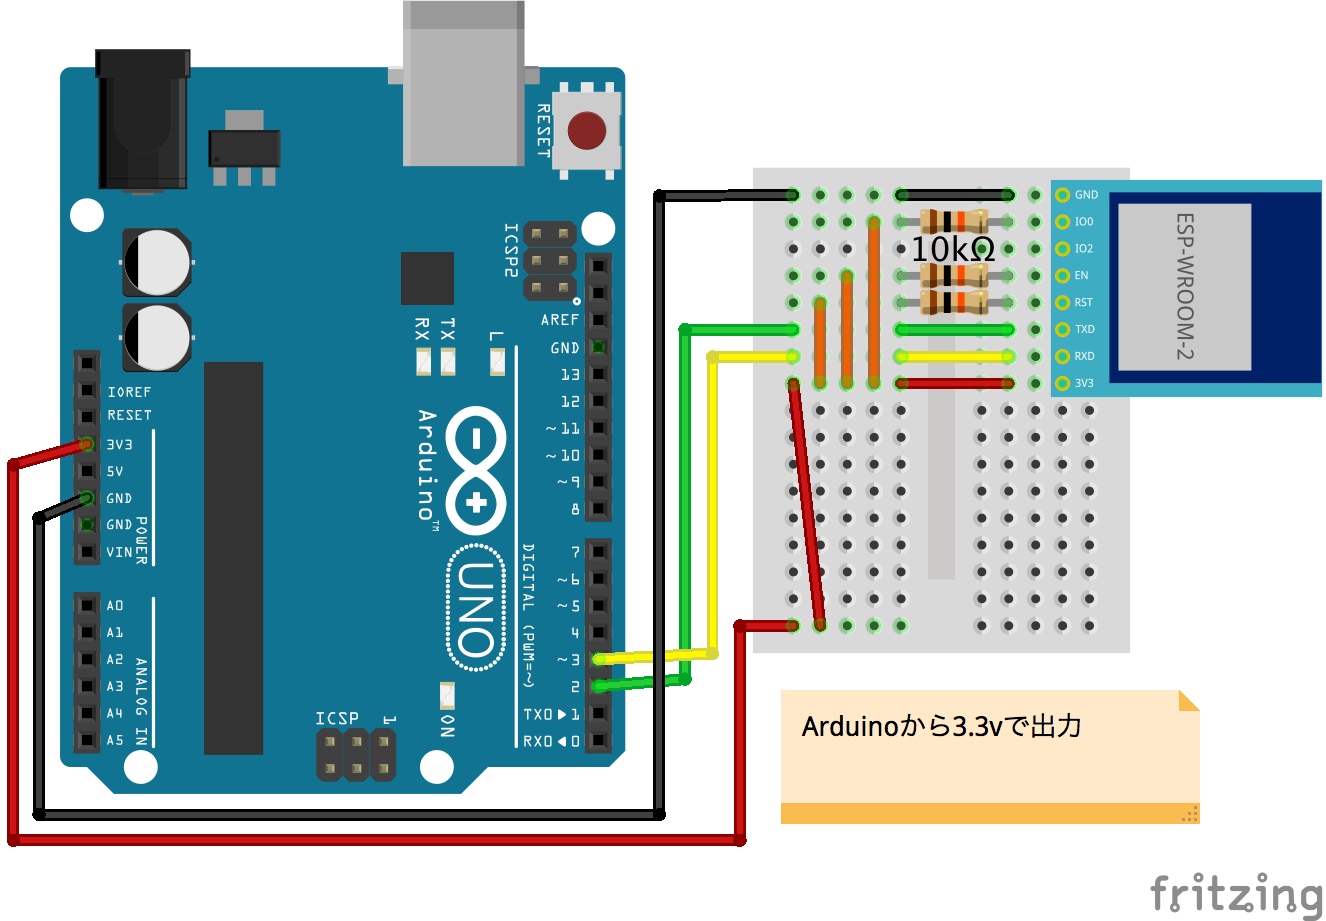 RESET
ICSP2
AREF
GND
13
12
~11
~10
~9
8
7
~6
~5
4
~3
2
TX0▶1
RX0◀0
DIGITAL (PWM=~)
RX
TX
L
Arduino™
UNO
IOREF
RESET
3V3
5V
GND
GND
VIN
POWER
A0
A1
A2
A3
A4
A5
ANALOG IN
ICSP
1
ON
10kΩ
GND
IO0
IO2
EN
RST
TXD
RXD
3V3
ESP-WROOM-2
Arduinoから3.3vで出力
fritzing